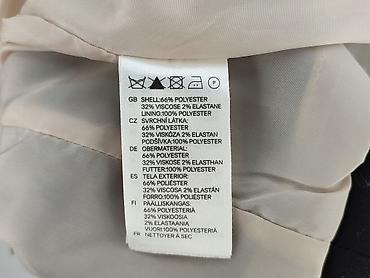 GB SHELL:66% POLYESTER
32% VISCOSE 2% ELASTANE
LINING:100% POLYESTER
CZ SVRCHNÍ LÁTKA:
66% POLYESTER
32% VISKÓZA 2% ELASTAN
PODŠÍVKA:100% POLYESTER
DE OBERMATERIAL:
66% POLYESTER
32% VISKOSE 2% ELASTHAN
FUTTER:100% POLYESTER
ES TELA EXTERIOR:
66% POLIÉSTER
32% VISCOSA 2% ELASTÁN
FORRO:100% POLIÉSTER
FI PÄÄLLISKANGAS:
66% POLYESTERIÄ
32% VISKOOSIA
2% ELASTAANIA
VUORI:100% POLYESTERIÄ
FR NETTOYER À SEC